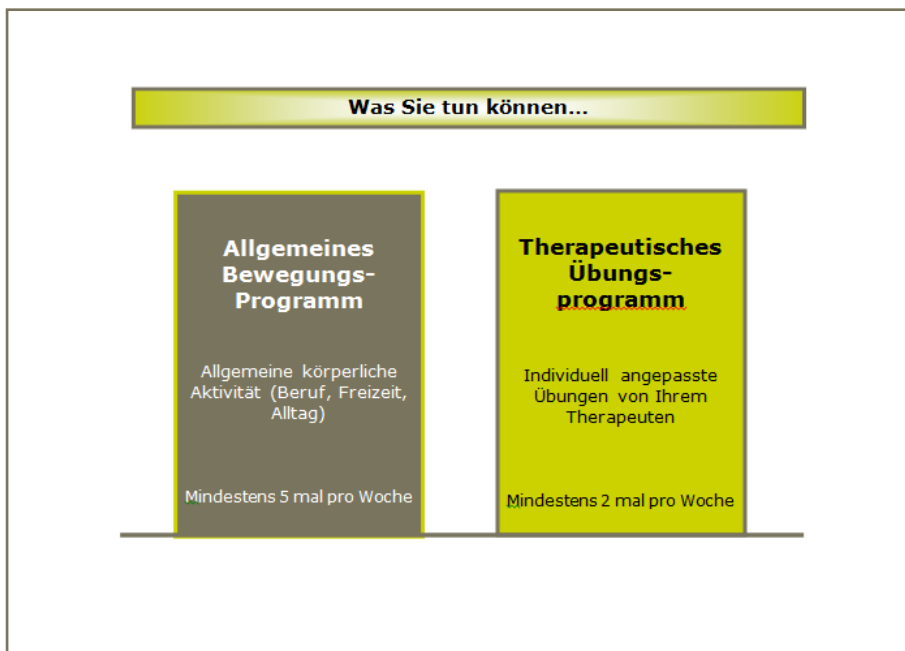 Was Sie tun können...
Allgemeines
Bewegungs-
Programm
Allgemeine körperliche
Aktivität (Beruf, Freizeit,
Alltag)
Mindestens 5 mal pro Woche
Therapeutisches
Übungs-
programm
Individuell angepasste
Übungen von Ihrem
Therapeuten
Mindestens 2 mal pro Woche